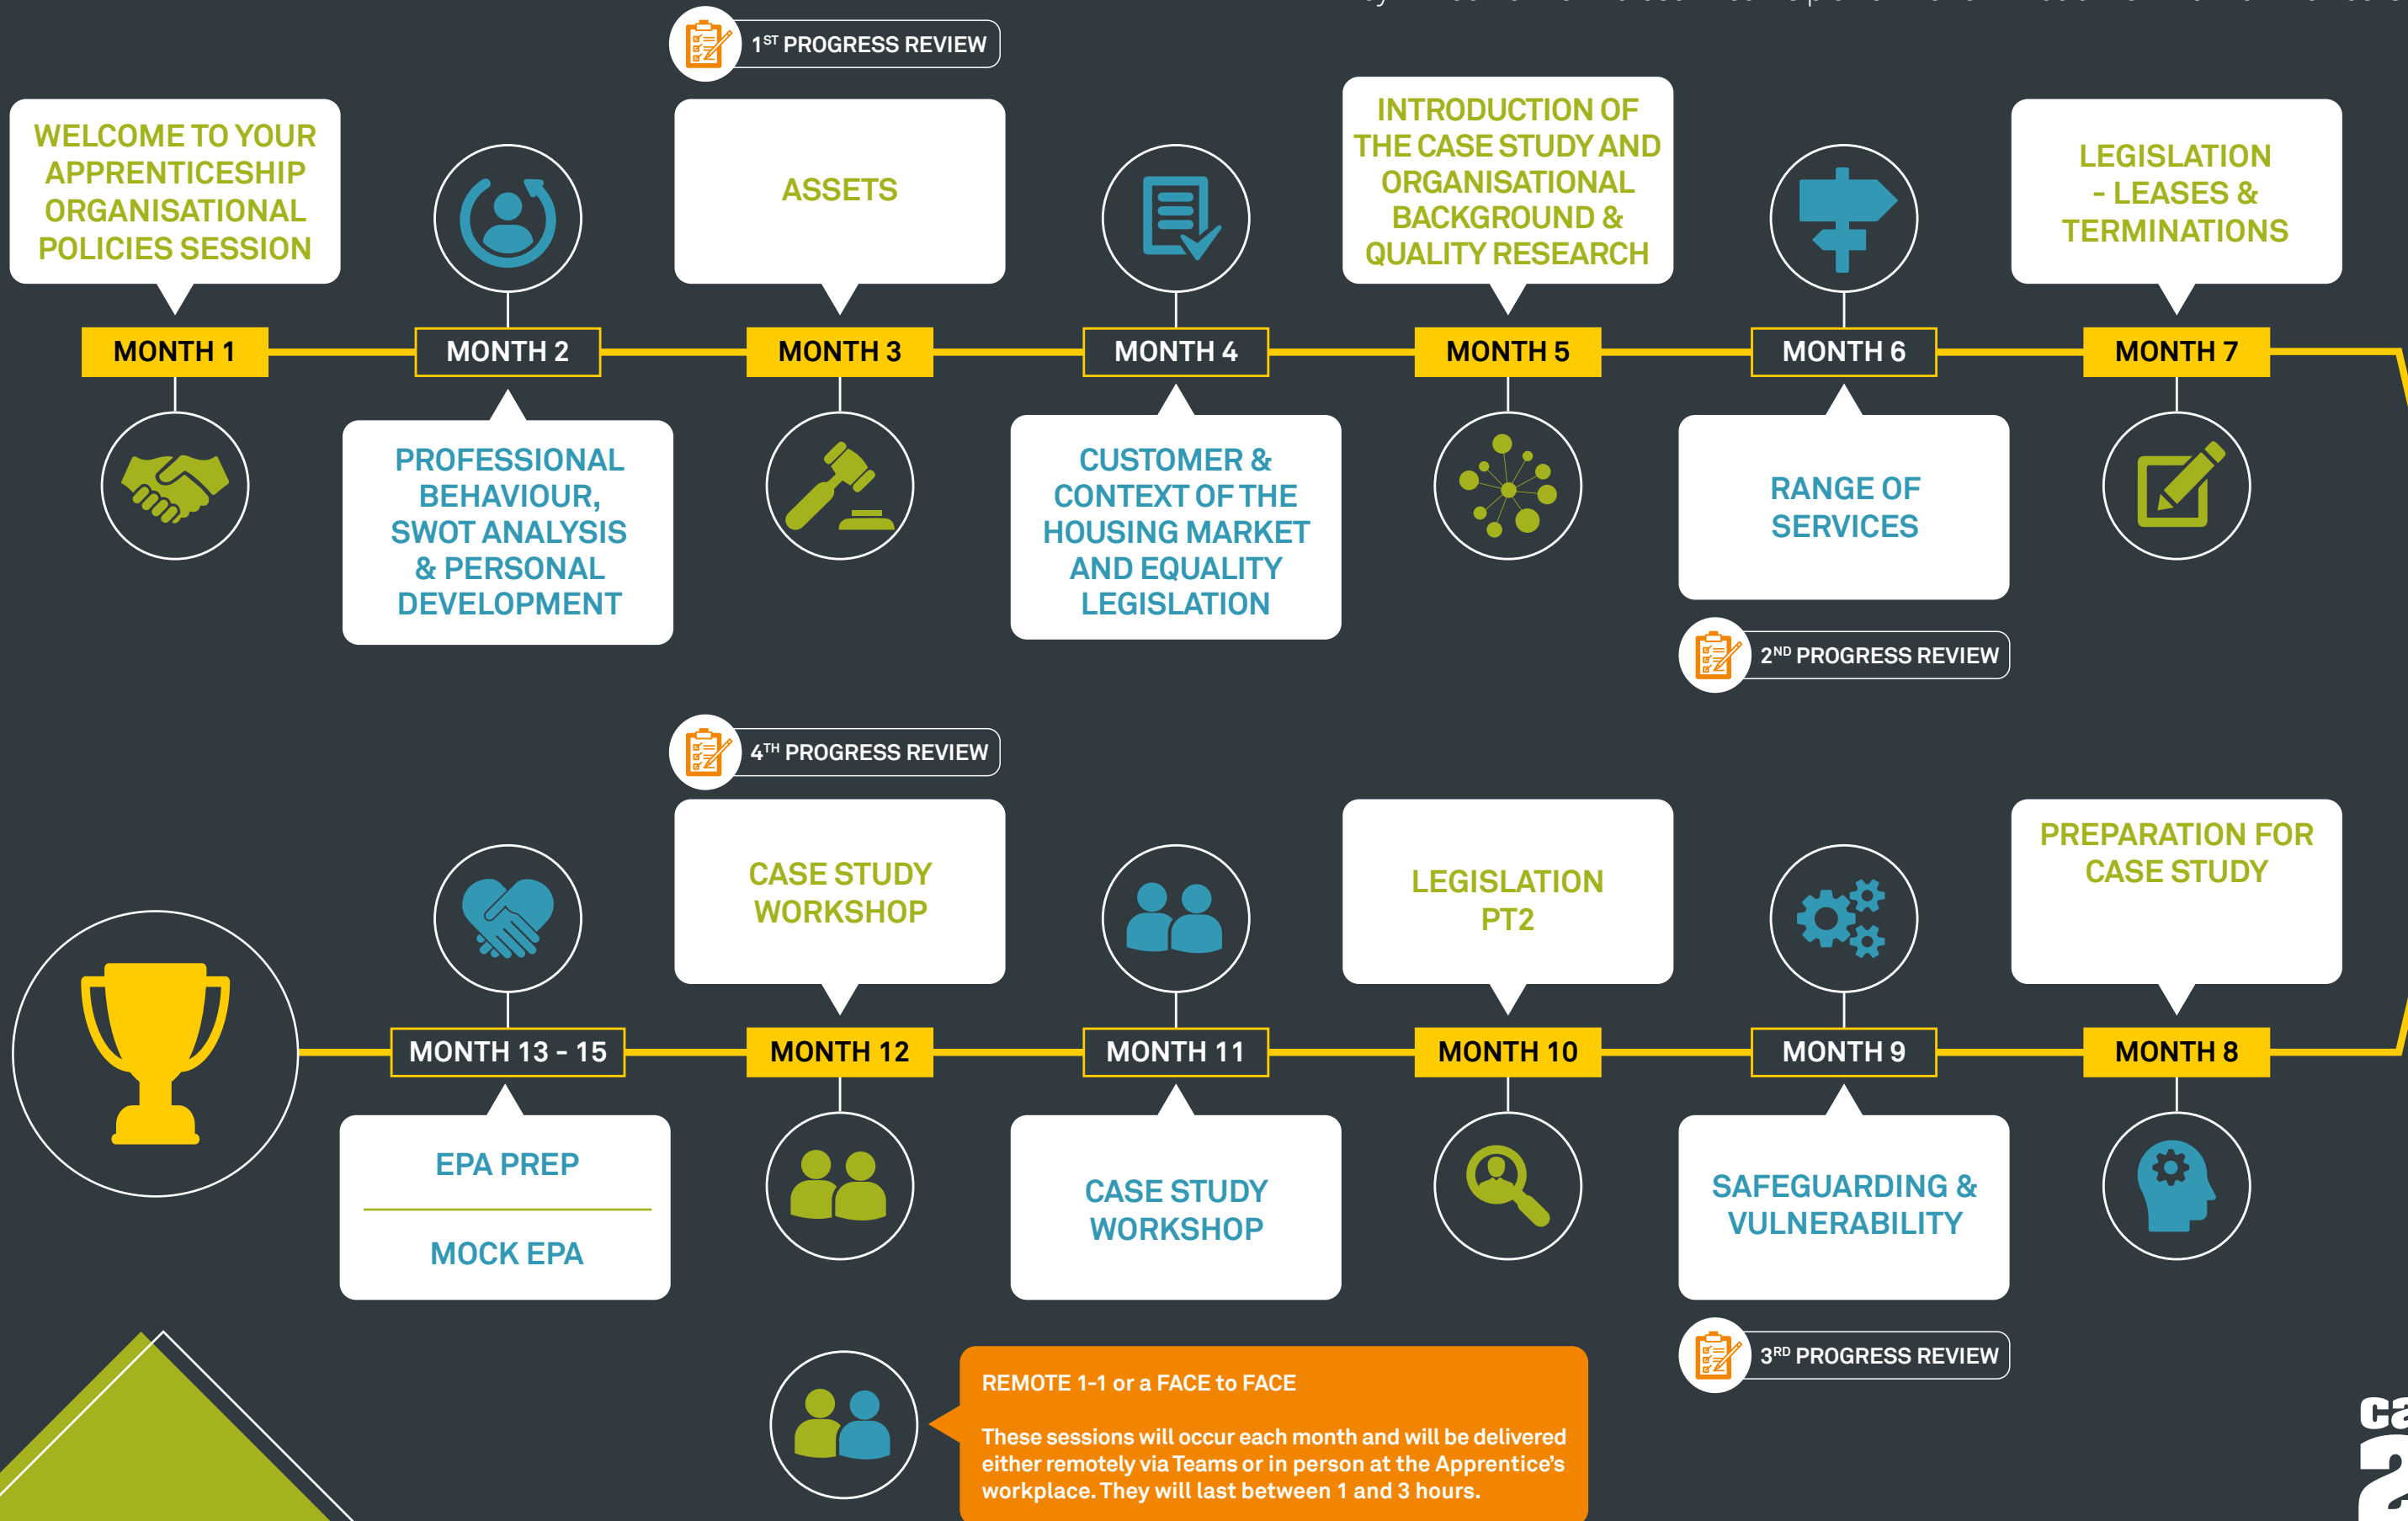 1ST PROGRESS REVIEW
WELCOME TO YOUR
APPRENTICESHIP
ORGANISATIONAL
POLICIES SESSION
ASSETS
INTRODUCTION OF
THE CASE STUDY AND
ORGANISATIONAL
BACKGROUND &
QUALITY RESEARCH
LEGISLATION
- LEASES &
TERMINATIONS
MONTH 1
MONTH 2
MONTH 3
MONTH 4
MONTH 5
MONTH 6
MONTH 7
PROFESSIONAL
BEHAVIOUR,
SWOT ANALYSIS
& PERSONAL
DEVELOPMENT
CUSTOMER &
CONTEXT OF THE
HOUSING MARKET
AND EQUALITY
LEGISLATION
RANGE OF
SERVICES
2ND PROGRESS REVIEW
4TH PROGRESS REVIEW
CASE STUDY
WORKSHOP
LEGISLATION
PT2
PREPARATION FOR
CASE STUDY
MONTH 13 - 15
MONTH 12
MONTH 11
MONTH 10
MONTH 9
MONTH 8
EPA PREP
MOCK EPA
CASE STUDY
WORKSHOP
SAFEGUARDING &
VULNERABILITY
3RD PROGRESS REVIEW
REMOTE 1-1 or a FACE to FACE
These sessions will occur each month and will be delivered
either remotely via Teams or in person at the Apprentice's
workplace. They will last between 1 and 3 hours.
ca
2